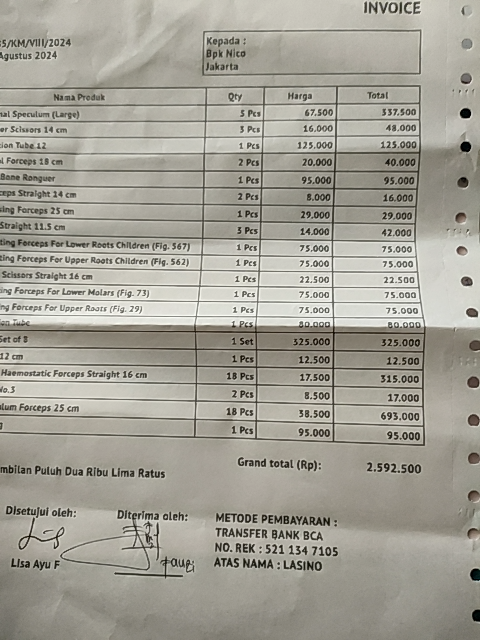 INVOICE
5/KM/VIII/2024
Agustus 2024
Kepada :
Bpk Nico
Jakarta
Nama Produk Qty Harga Total
nal Speculum (Large) 5 Pcs 67.500 337.500
er Scissors 14 cm 3 Pcs 16.000 48.000
ion Tube 12 1 Pcs 125.000 125.000
l Forceps 18 cm 2 Pcs 20.000 40.000
Bone Ronguer 1 Pcs 95.000 95.000
ceps Straight 14 cm 2 Pcs 8.000 16.000
sing Forceps 25 cm 1 Pcs 29.000 29.000
Straight 11.5 cm 3 Pcs 14.000 42.000
ting Forceps For Lower Roots Children (Fig. 567) 1 Pcs 75.000 75.000
ting Forceps For Upper Roots Children (Fig. 562) 1 Pcs 75.000 75.000
Scissors Straight 16 cm 1 Pcs 22.500 22.500
ing Forceps For Lower Molars (Fig. 73) 1 Pcs 75.000 75.000
ng Forceps For Upper Roots (Fig. 29) 1 Pcs 75.000 75.000
ion Tube 1 Pcs 80.000 80.000
Set of 8 1 Set 325.000 325.000
12 cm 1 Pcs 12.500 12.500
Haemostatic Forceps Straight 16 cm 18 Pcs 17.500 315.000
No.3 2 Pcs 8.500 17.000
lum Forceps 25 cm 18 Pcs 38.500 693.000
g 1 Pcs 95.000 95.000
Grand total (Rp): 2.592.500
mbilan Puluh Dua Ribu Lima Ratus
Disetujui oleh: Diterima oleh:
Lisa Ayu F Fauzi
METODE PEMBAYARAN :
TRANSFER BANK BCA
NO. REK : 521 134 7105
ATAS NAMA : LASINO